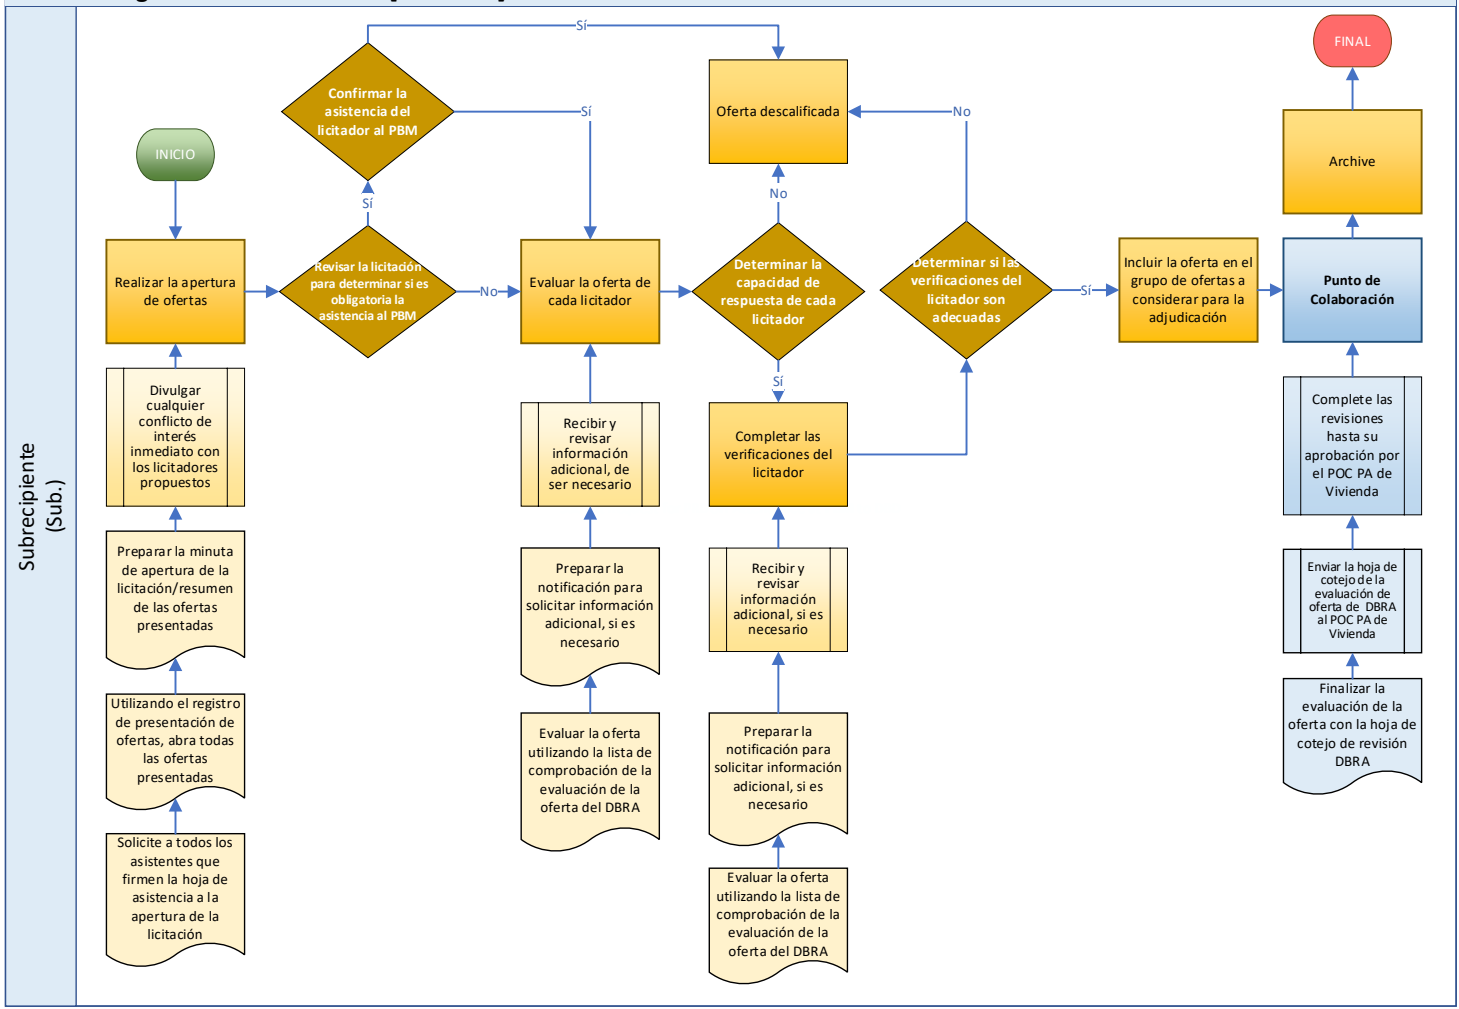 Subrecipiente
(Sub.)
INICIO
Realizar la apertura
de ofertas
Divulgar
cualquier
conflicto de
interés
inmediato con
los licitadores
propuestos
Preparar la minuta
de apertura de la
licitación/resumen
de las ofertas
presentadas
Utilizando el registro
de presentación de
ofertas, abra todas
las ofertas
presentadas
Solicite a todos los
asistentes que
firmen la hoja de
asistencia a la
apertura de la
licitación
Confirmar la
asistencia del
licitador al PBM
Sí
Sí
Sí
Revisar la licitación
para determinar si es
obligatoria la
asistencia al PBM
No
Evaluar la oferta de
cada licitador
Recibir y
revisar
información
adicional, de
ser necesario
Preparar la
notificación para
solicitar información
adicional, si es
necesario
Evaluar la oferta
utilizando la lista de
comprobación de la
evaluación de la
oferta del DBRA
Oferta descalificada
No
Determinar la
capacidad de
respuesta de cada
licitador
Sí
Completar las
verificaciones del
licitador
Recibir y
revisar
información
adicional, si es
necesario
Preparar la
notificación para
solicitar información
adicional, si es
necesario
Evaluar la oferta
utilizando la lista de
comprobación de la
evaluación de la
oferta del DBRA
No
Determinar si las
verificaciones del
licitador son
adecuadas
Sí
Incluir la oferta en el
grupo de ofertas a
considerar para la
adjudicación
FINAL
Archive
Punto de
Colaboración
Complete las
revisiones
hasta su
aprobación por
el POC PA de
Vivienda
Enviar la hoja de
cotejo de la
evaluación de
oferta de DBRA
al POC PA de
Vivienda
Finalizar la
evaluación de la
oferta con la hoja de
cotejo de revisión
DBRA